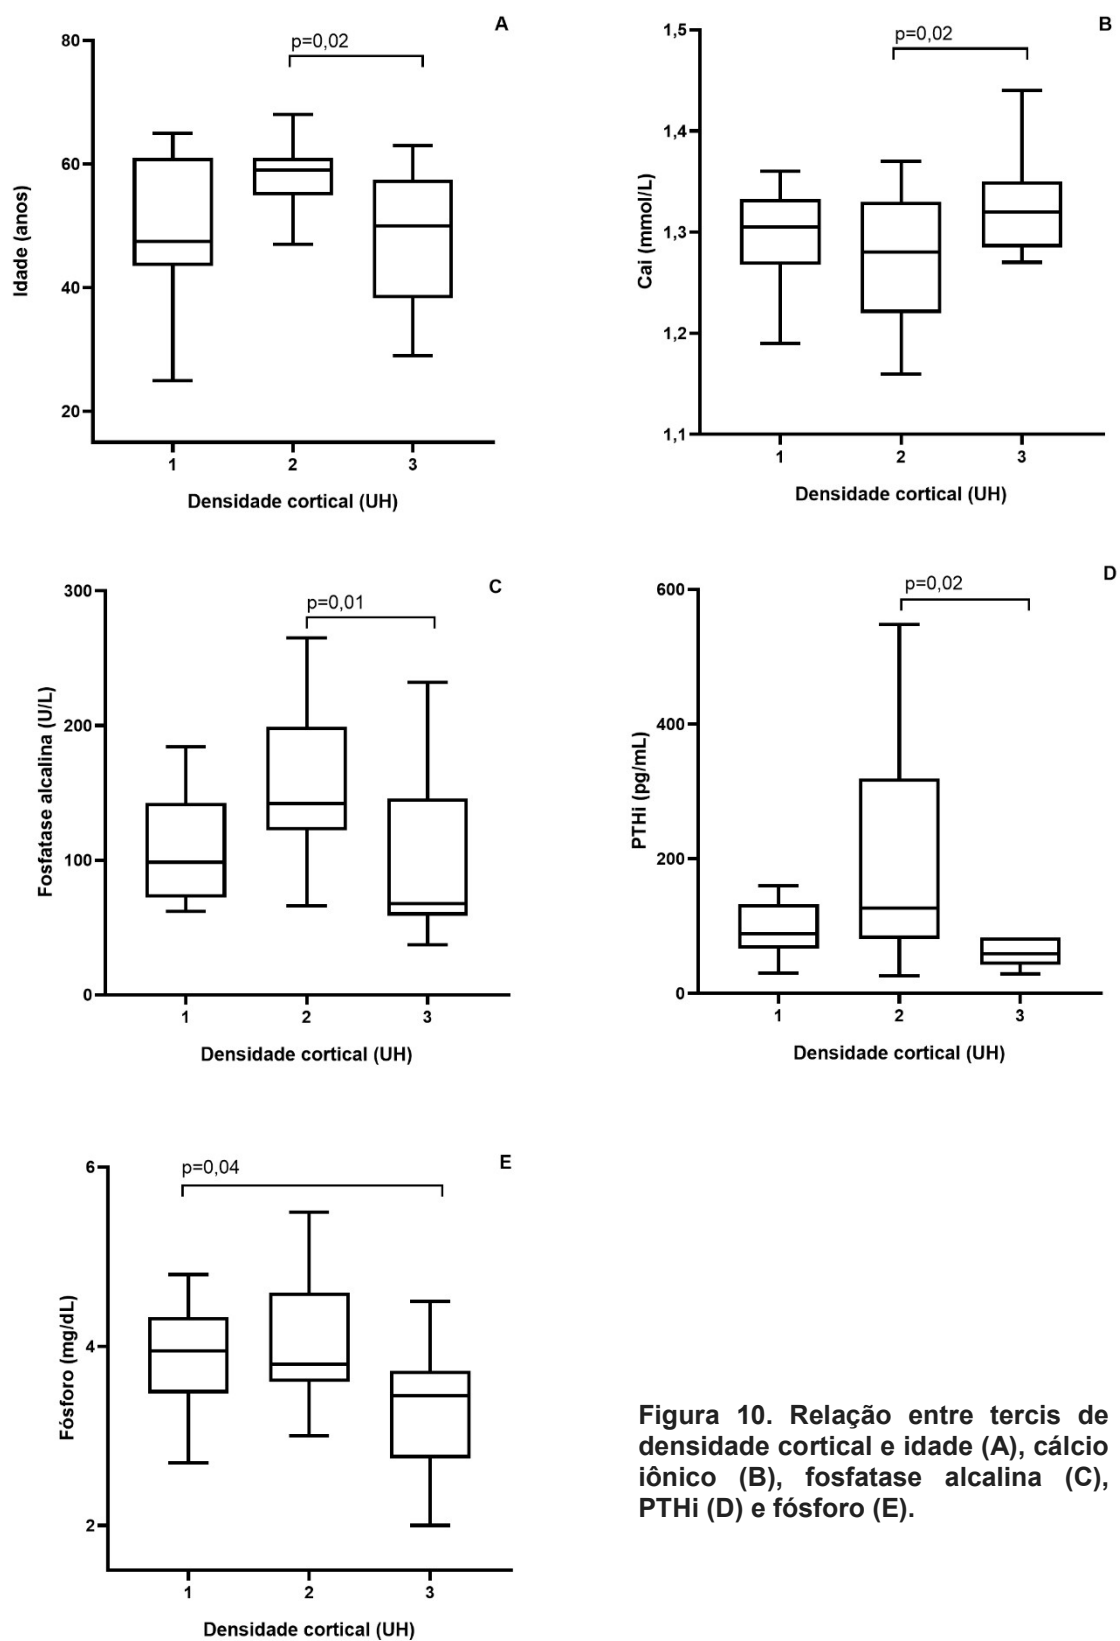 A
p=0,02
80
60
40
20
Idade (anos)
1 2 3
Densidade cortical (UH)
B
p=0,02
1,5
1,4
1,3
1,2
1,1
Cai (mmol/L)
1 2 3
Densidade cortical (UH)
C
p=0,01
300
200
100
0
Fosfatase alcalina (U/L)
1 2 3
Densidade cortical (UH)
D
p=0,02
600
400
200
0
PTHi (pg/mL)
1 2 3
Densidade cortical (UH)
E
p=0,04
6
4
2
Fósforo (mg/dL)
1 2 3
Densidade cortical (UH)
Figura 10. Relação entre tercis de
densidade cortical e idade (A), cálcio
iônico (B), fosfatase alcalina (C),
PTHi (D) e fósforo (E).